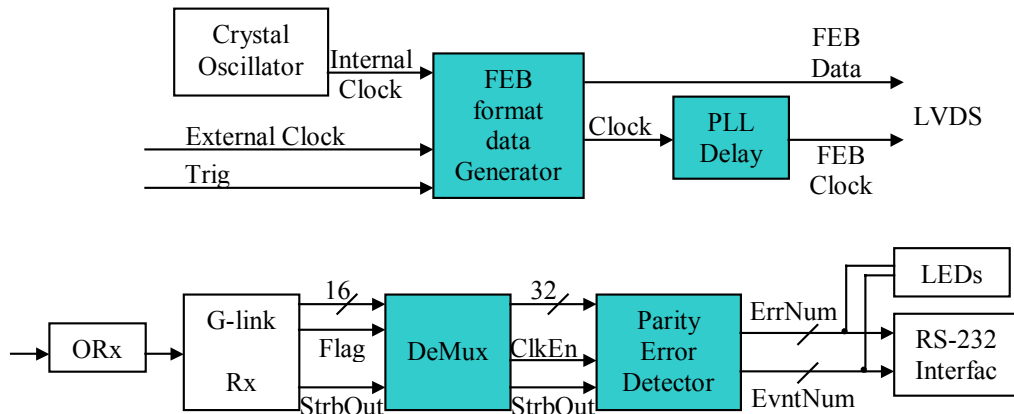 Crystal
Oscillator
Internal
Clock
External Clock
Trig
FEB
format
data
Generator
Clock
PLL
Delay
FEB
Data
FEB
Clock
LVDS
ORx
G-link
Rx
16
Flag
StrbOut
DeMux
32
ClkEn
StrbOut
Parity
Error
Detector
ErrNum
EvntNum
LEDs
RS-232
Interfac